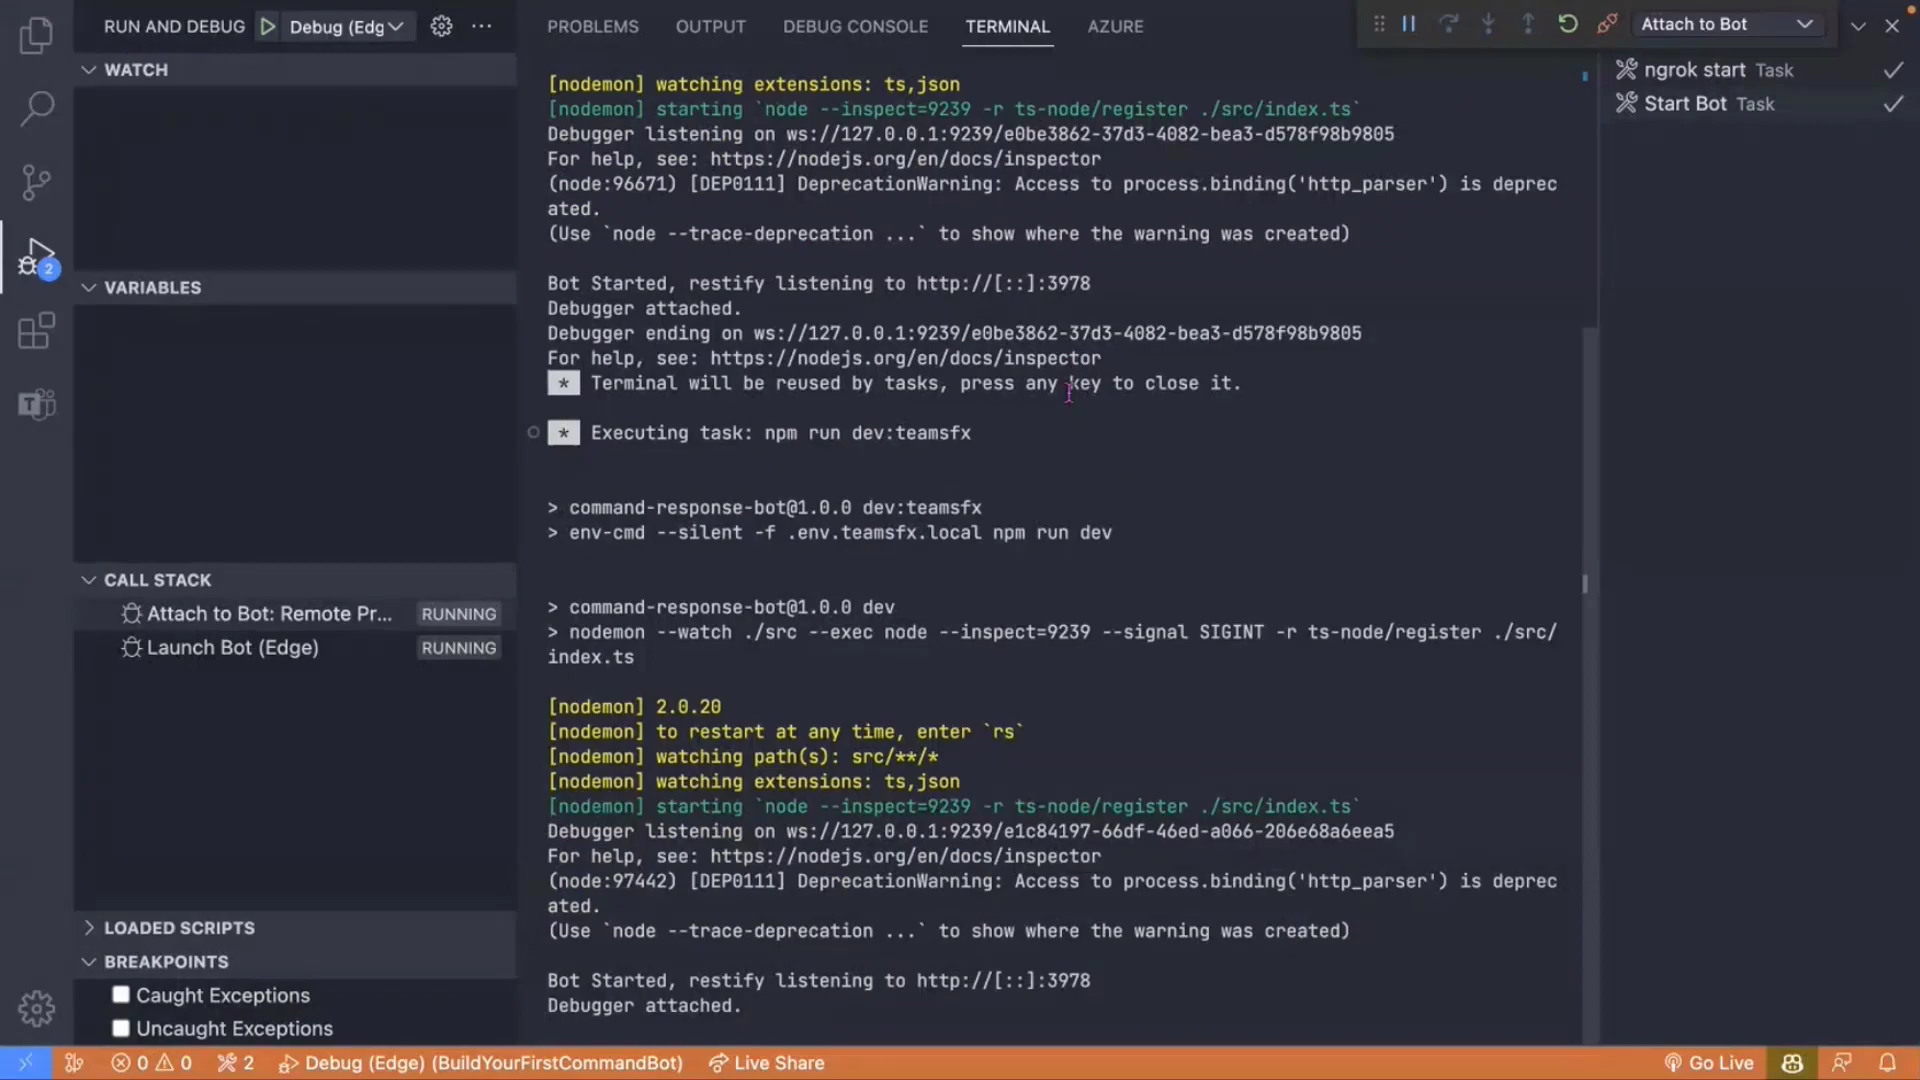 RUN AND DEBUG
Debug (Edg
WATCH
VARIABLES
CALL STACK
Attach to Bot: Remote Pr... RUNNING
Launch Bot (Edge) RUNNING
LOADED SCRIPTS
BREAKPOINTS
Caught Exceptions
Uncaught Exceptions
2
PROBLEMS OUTPUT DEBUG CONSOLE TERMINAL AZURE
Attach to Bot
[nodemon] watching extensions: ts,json
[nodemon] starting `node --inspect=9239 -r ts-node/register ./src/index.ts`
Debugger listening on ws://127.0.0.1:9239/e0be3862-37d3-4082-bea3-d578f98b9805
For help, see: https://nodejs.org/en/docs/inspector
(node:96671) [DEP0111] DeprecationWarning: Access to process.binding('http_parser') is deprec
ated.
(Use `node --trace-deprecation ...` to show where the warning was created)
Bot Started, restify listening to http://[::]:3978
Debugger attached.
Debugger ending on ws://127.0.0.1:9239/e0be3862-37d3-4082-bea3-d578f98b9805
For help, see: https://nodejs.org/en/docs/inspector
* Terminal will be reused by tasks, press any key to close it.
* Executing task: npm run dev:teamsfx
> command-response-bot@1.0.0 dev:teamsfx
> env-cmd --silent -f .env.teamsfx.local npm run dev
> command-response-bot@1.0.0 dev
> nodemon --watch ./src --exec node --inspect=9239 --signal SIGINT -r ts-node/register ./src/
index.ts
[nodemon] 2.0.20
[nodemon] to restart at any time, enter `rs`
[nodemon] watching path(s): src/**/*
[nodemon] watching extensions: ts,json
[nodemon] starting `node --inspect=9239 -r ts-node/register ./src/index.ts`
Debugger listening on ws://127.0.0.1:9239/e1c84197-66df-46ed-a066-206e68a6eea5
For help, see: https://nodejs.org/en/docs/inspector
(node:97442) [DEP0111] DeprecationWarning: Access to process.binding('http_parser') is deprec
ated.
(Use `node --trace-deprecation ...` to show where the warning was created)
Bot Started, restify listening to http://[::]:3978
Debugger attached.
ngrok start Task
Start Bot Task
0 0 2 Debug (Edge) (BuildYourFirstCommandBot) Live Share Go Live